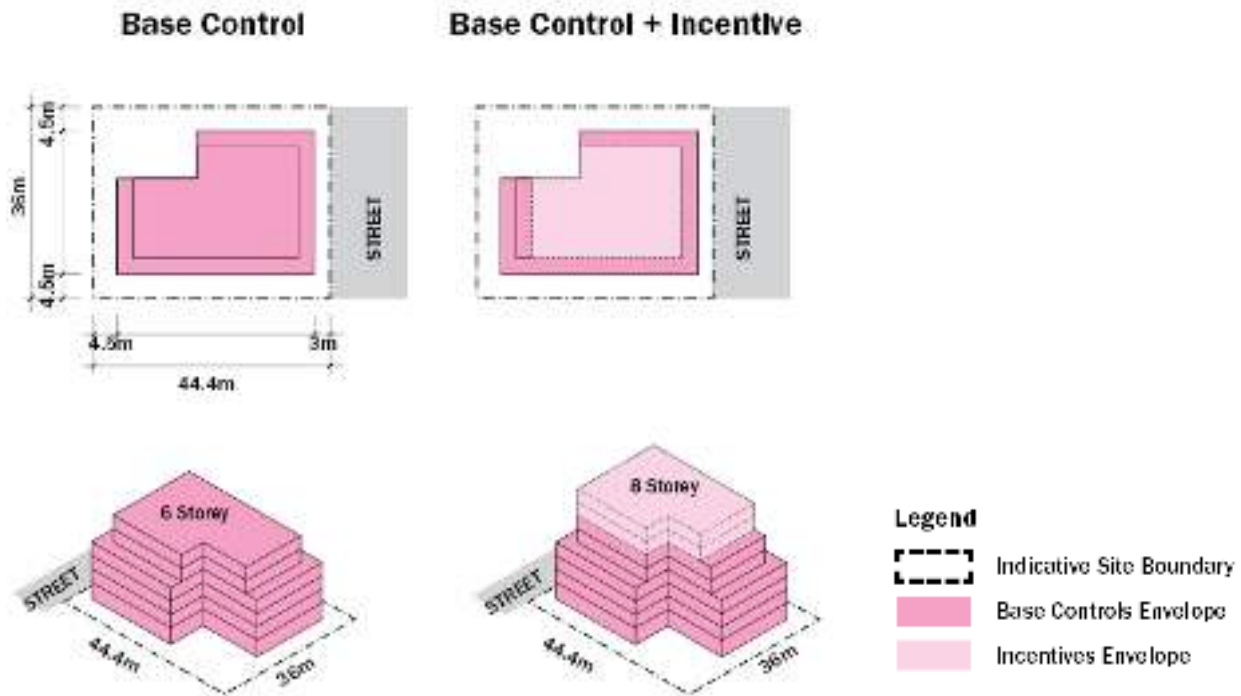 Base Control
Base Control + Incentive
4.5m
36m
4.5m
STREET
4.5m
3m
44.4m
STREET
6 Storey
STREET
44.4m
36m
8 Storey
STREET
44.4m
36m
Legend
Indicative Site Boundary
Base Controls Envelope
Incentives Envelope